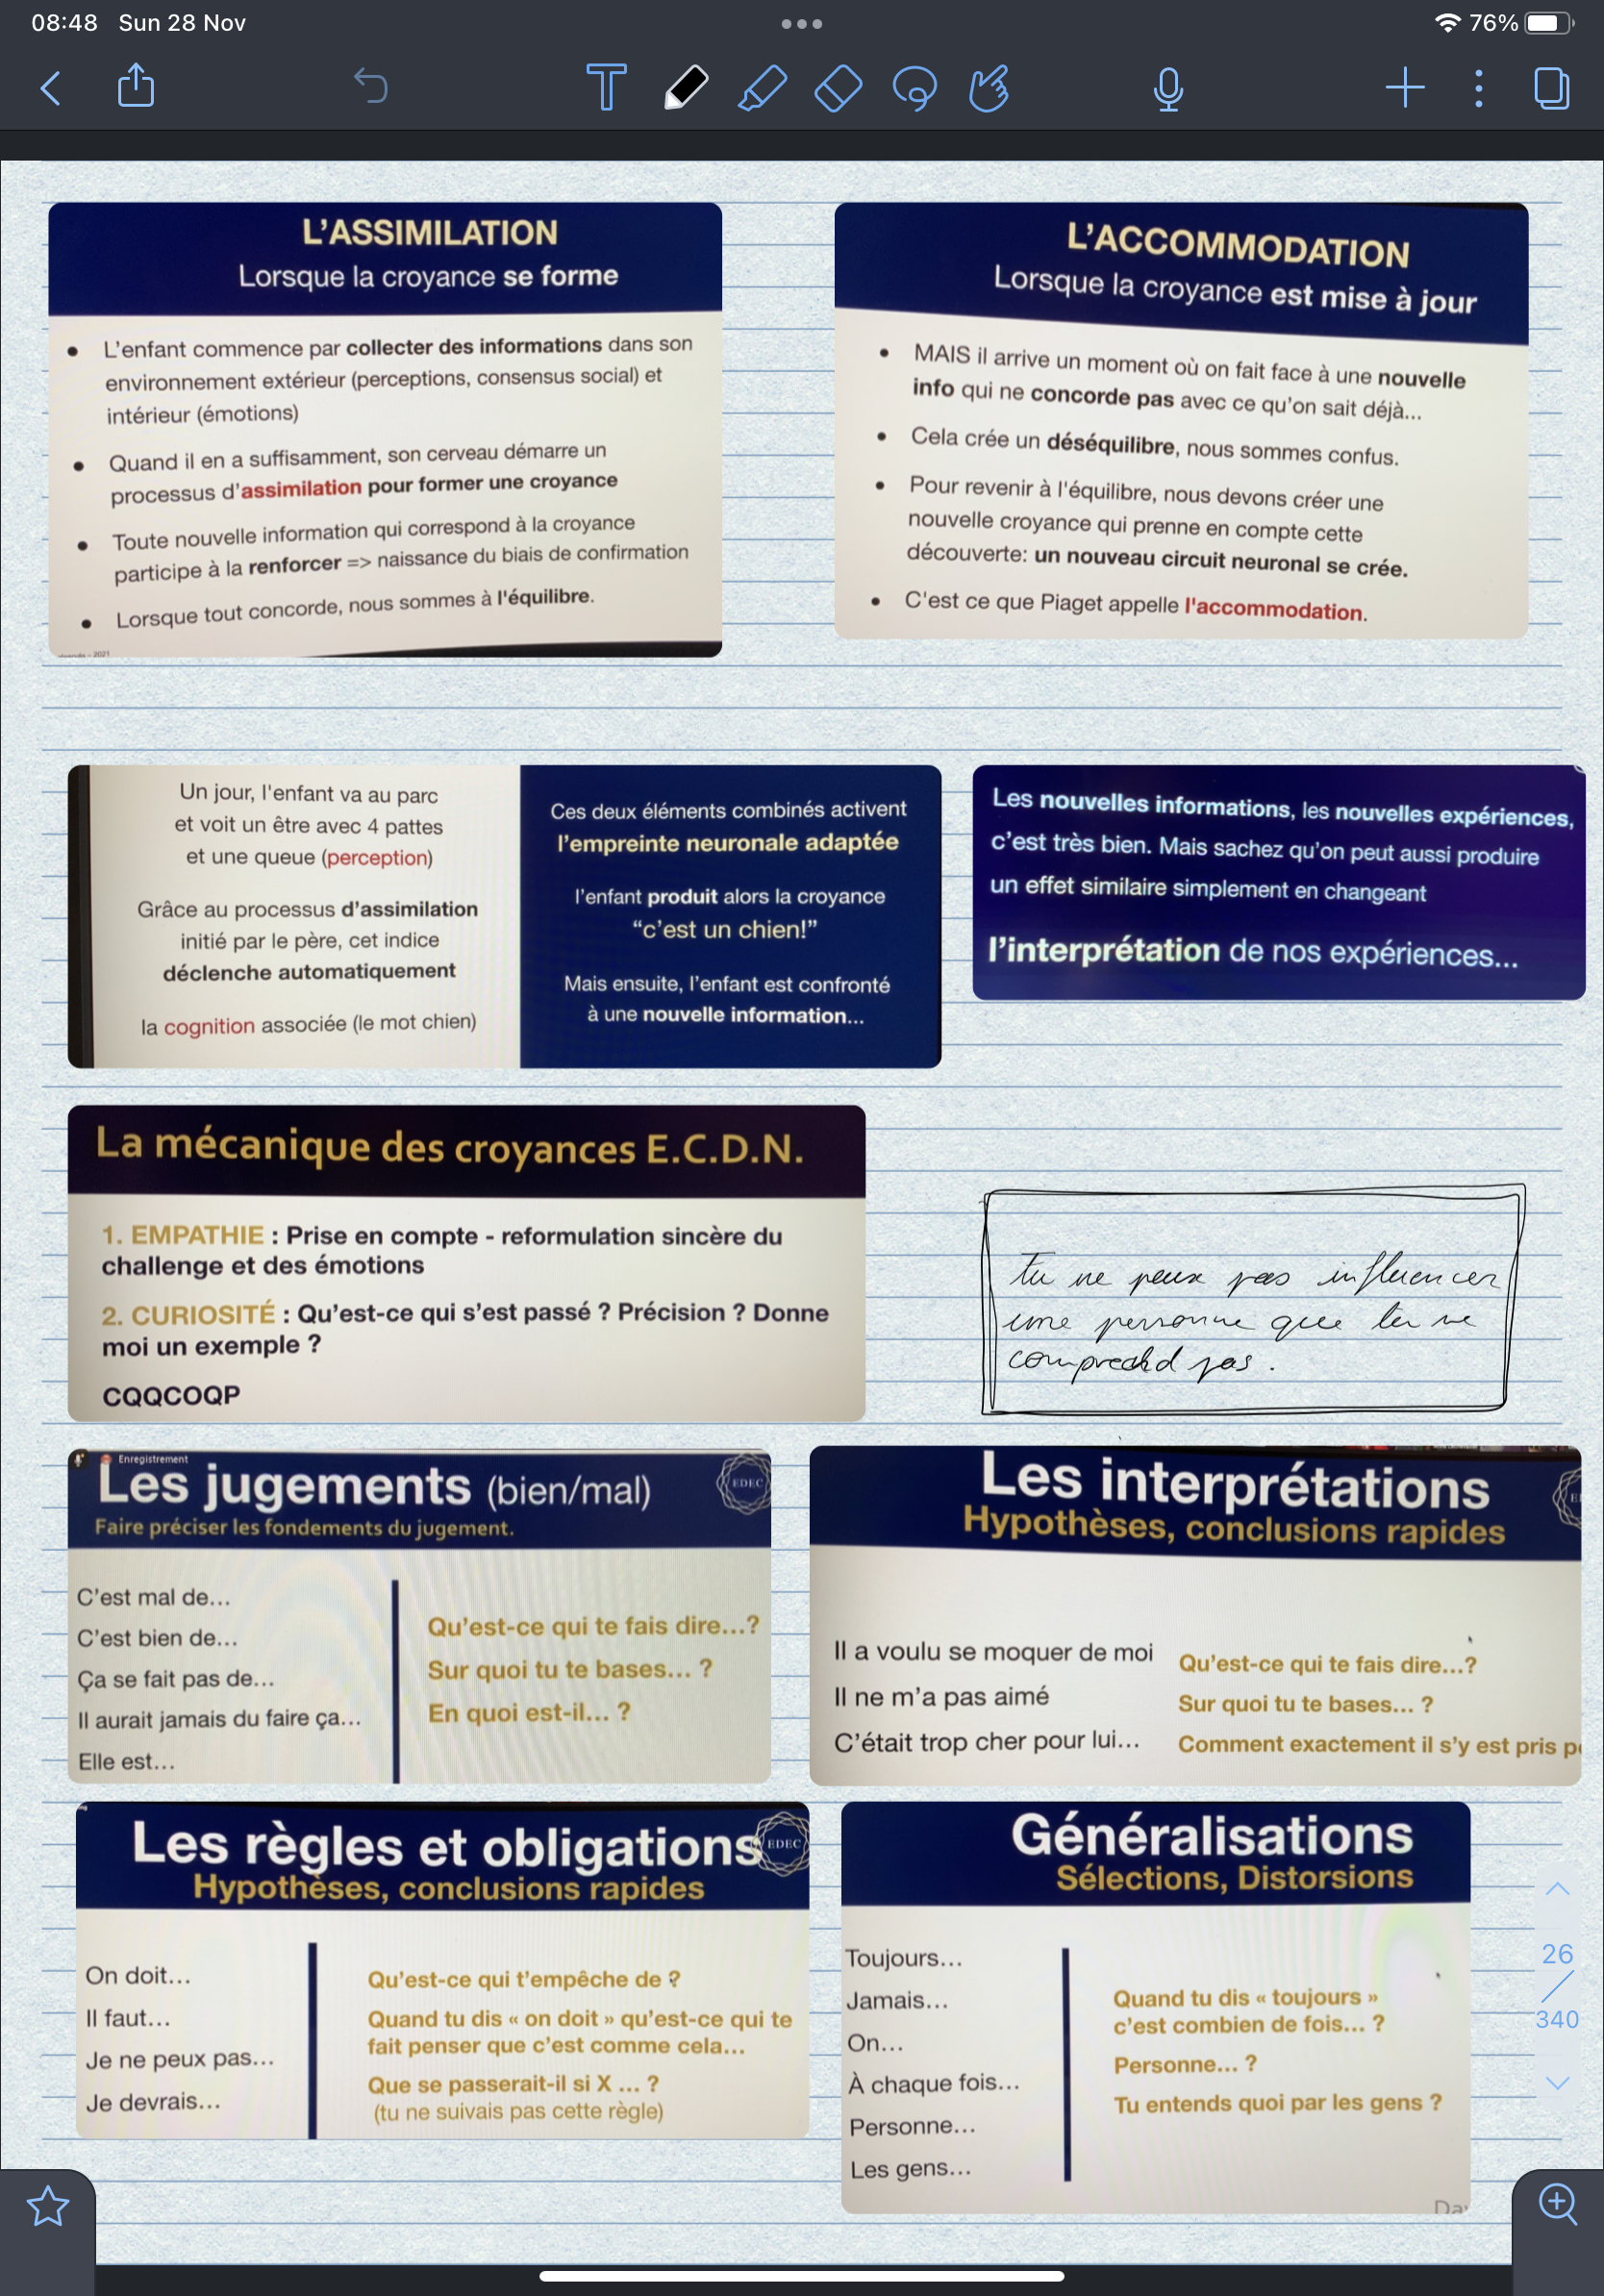 08:48 Sun 28 Nov
76%
L'ASSIMILATION
Lorsque la croyance se forme
L'enfant commence par collecter des informations dans son
environnement extérieur (perceptions, consensus social) et
intérieur (émotions)
Quand il en a suffisamment, son cerveau démarre un
processus d'assimilation pour former une croyance
Toute nouvelle information qui correspond à la croyance
participe à la renforcer => naissance du biais de confirmation
Lorsque tout concorde, nous sommes à l'équilibre.
- 2021
L'ACCOMMODATION
Lorsque la croyance est mise à jour
MAIS il arrive un moment où on fait face à une nouvelle
info qui ne concorde pas avec ce qu'on sait déjà...
Cela crée un déséquilibre, nous sommes confus.
Pour revenir à l'équilibre, nous devons créer une
nouvelle croyance qui prenne en compte cette
découverte: un nouveau circuit neuronal se crée.
C'est ce que Piaget appelle l'accommodation.
Un jour, l'enfant va au parc
et voit un être avec 4 pattes
et une queue (perception)
Grâce au processus d'assimilation
initié par le père, cet indice
déclenche automatiquement
la cognition associée (le mot chien)
Ces deux éléments combinés activent
l'empreinte neuronale adaptée
l'enfant produit alors la croyance
“c'est un chien!”
Mais ensuite, l'enfant est confronté
à une nouvelle information...
Les nouvelles informations, les nouvelles expériences,
c'est très bien. Mais sachez qu'on peut aussi produire
un effet similaire simplement en changeant
l'interprétation de nos expériences...
La mécanique des croyances E.C.D.N.
1. EMPATHIE : Prise en compte - reformulation sincère du
challenge et des émotions
2. CURIOSITÉ : Qu'est-ce qui s'est passé ? Précision ? Donne
moi un exemple ?
CQQCOQP
Tu ne peux pas influencer
une personne que tu ne
comprend pas.
Enregistrement
Les jugements (bien/mal)
EDEC
Faire préciser les fondements du jugement.
C'est mal de...
C'est bien de...
Ça se fait pas de...
Il aurait jamais du faire ça...
Elle est...
Qu'est-ce qui te fais dire...?
Sur quoi tu te bases... ?
En quoi est-il... ?
Les interprétations
Hypothèses, conclusions rapides
Il a voulu se moquer de moi
Il ne m'a pas aimé
C'était trop cher pour lui...
Qu'est-ce qui te fais dire...?
Sur quoi tu te bases... ?
Comment exactement il s'y est pris
Les règles et obligations
EDEC
Hypothèses, conclusions rapides
On doit...
Il faut...
Je ne peux pas...
Je devrais...
Qu'est-ce qui t'empêche de ?
Quand tu dis « on doit » qu'est-ce qui te
fait penser que c'est comme cela...
Que se passerait-il si X ... ?
(tu ne suivais pas cette règle)
Généralisations
Sélections, Distorsions
Toujours...
Jamais...
On...
À chaque fois...
Personne...
Les gens...
Quand tu dis « toujours »
c'est combien de fois... ?
Personne... ?
Tu entends quoi par les gens ?
26
340